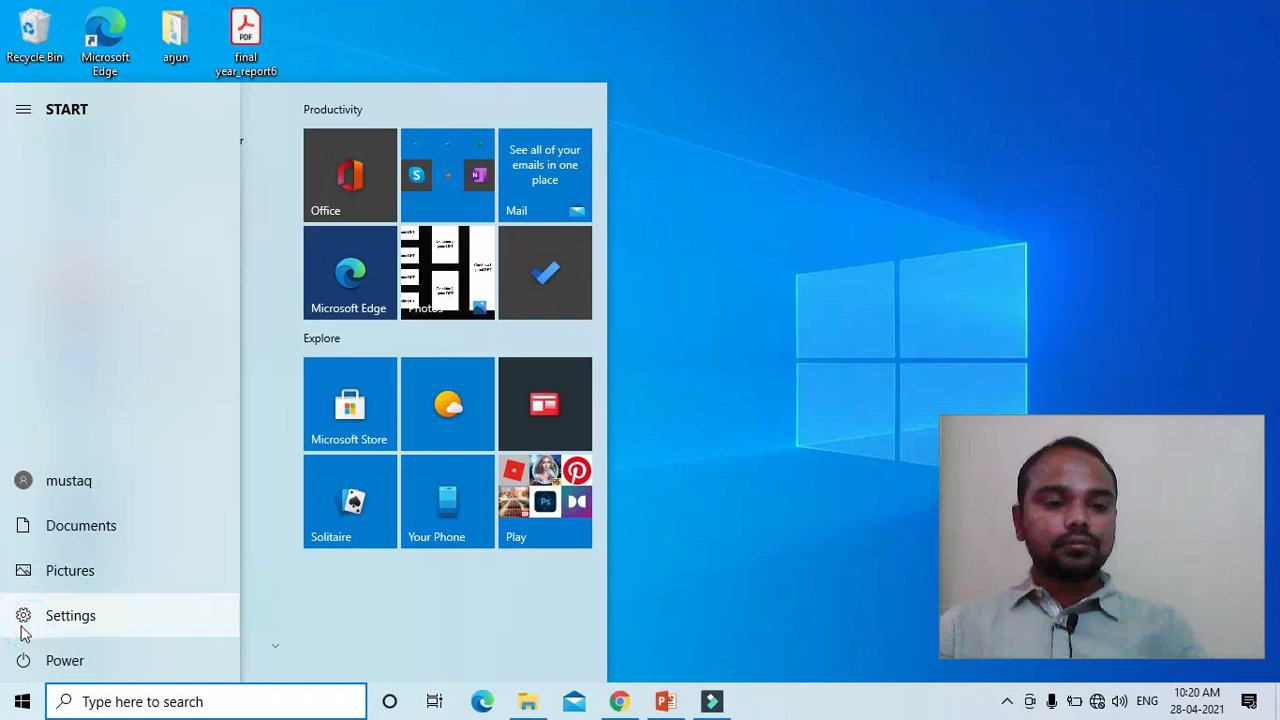 Recycle Bin
Microsoft
Edge
arjun
PDF
final
year_report6
START
r
Productivity
Office
See all of your
emails in one
place
Mail
Microsoft Edge
Photos
Explore
Microsoft Store
Solitaire
Your Phone
Ps
Play
mustaq
Documents
Pictures
Settings
Power
Type here to search
ENG
10:20 AM
28-04-2021